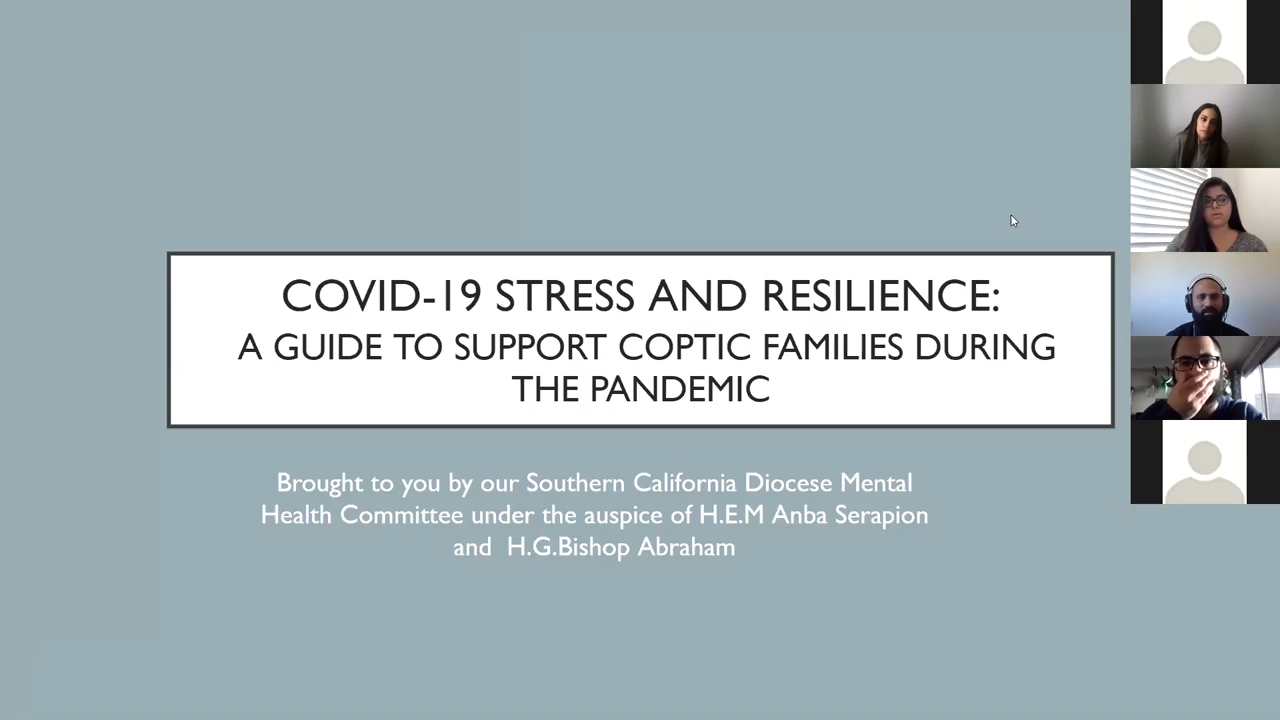 COVID-19 STRESS AND RESILIENCE:
A GUIDE TO SUPPORT COPTIC FAMILIES DURING
THE PANDEMIC
Brought to you by our Southern California Diocese Mental
Health Committee under the auspice of H.E.M Anba Serapion
and H.G.Bishop Abraham